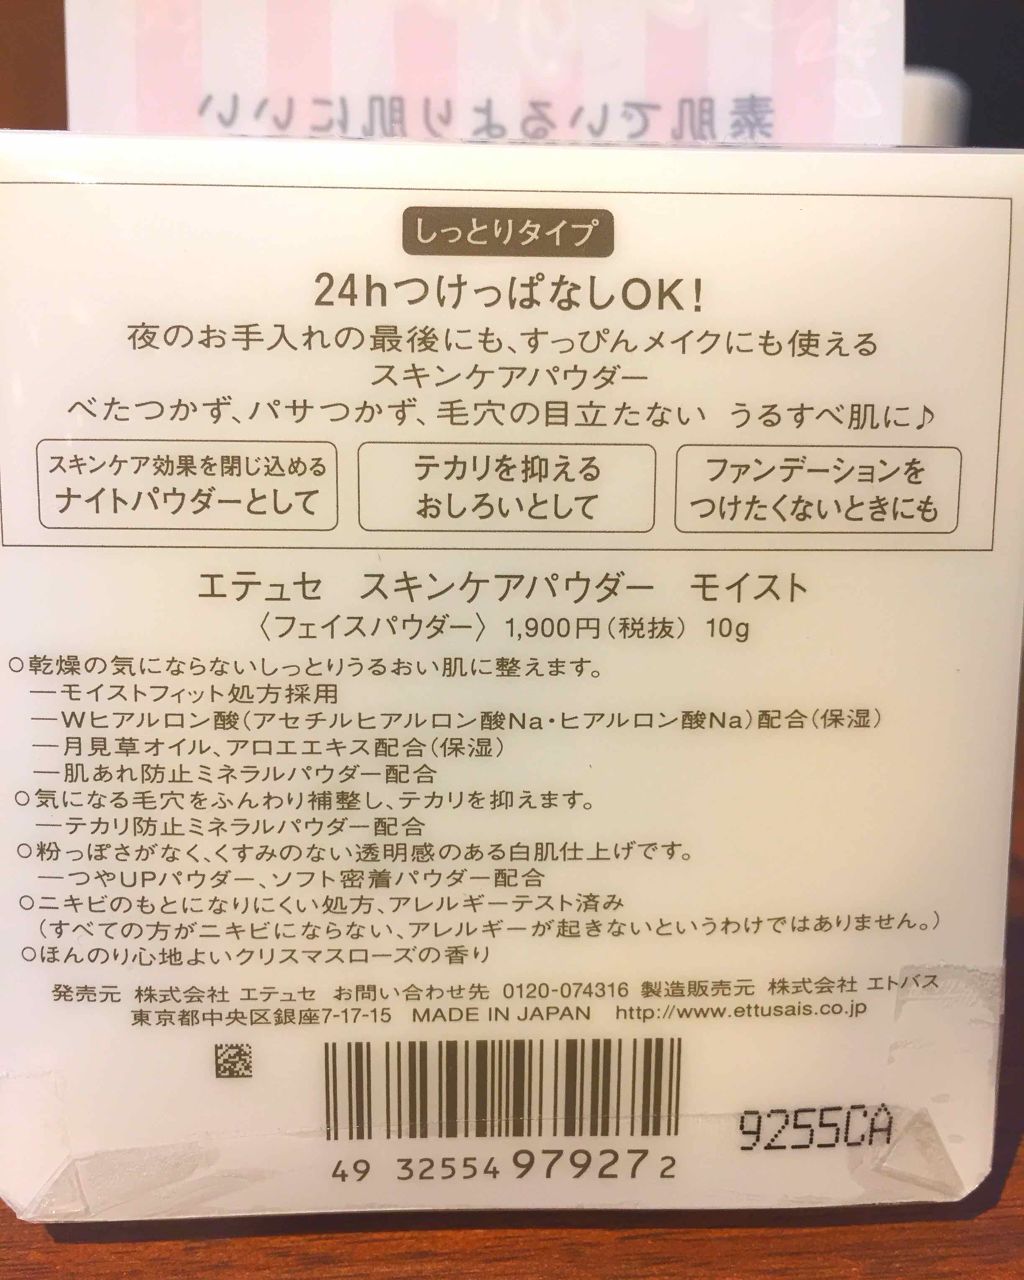 素肌でいるより肌にいい
しっとりタイプ
24hつけっぱなしOK!
夜のお手入れの最後にも、すっぴんメイクにも使える
スキンケアパウダー
べたつかず、パサつかず、毛穴の目立たない うるすべ肌に♪
スキンケア効果を閉じ込める
ナイトパウダーとして
テカリを抑える
おしろいとして
ファンデーションを
つけたくないときにも
エテュセ スキンケアパウダー モイスト
〈フェイスパウダー〉 1,900円(税抜) 10g
○乾燥の気にならないしっとりうるおい肌に整えます。
―モイストフィット処方採用
―Wヒアルロン酸(アセチルヒアルロン酸Na・ヒアルロン酸Na)配合(保湿)
―月見草オイル、アロエエキス配合(保湿)
―肌あれ防止ミネラルパウダー配合
○気になる毛穴をふんわり補整し、テカリを抑えます。
―テカリ防止ミネラルパウダー配合
○粉っぽさがなく、くすみのない透明感のある白肌仕上げです。
―つやUPパウダー、ソフト密着パウダー配合
○ニキビのもとになりにくい処方、アレルギーテスト済み
(すべての方がニキビにならない、アレルギーが起きないというわけではありません。)
○ほんのり心地よいクリスマスローズの香り
発売元 株式会社 エテュセ お問い合わせ先 0120-074316 製造販売元 株式会社 エトバス
東京都中央区銀座7-17-15 MADE IN JAPAN http://www.ettusais.co.jp
9255CA
49 32554 97927 2